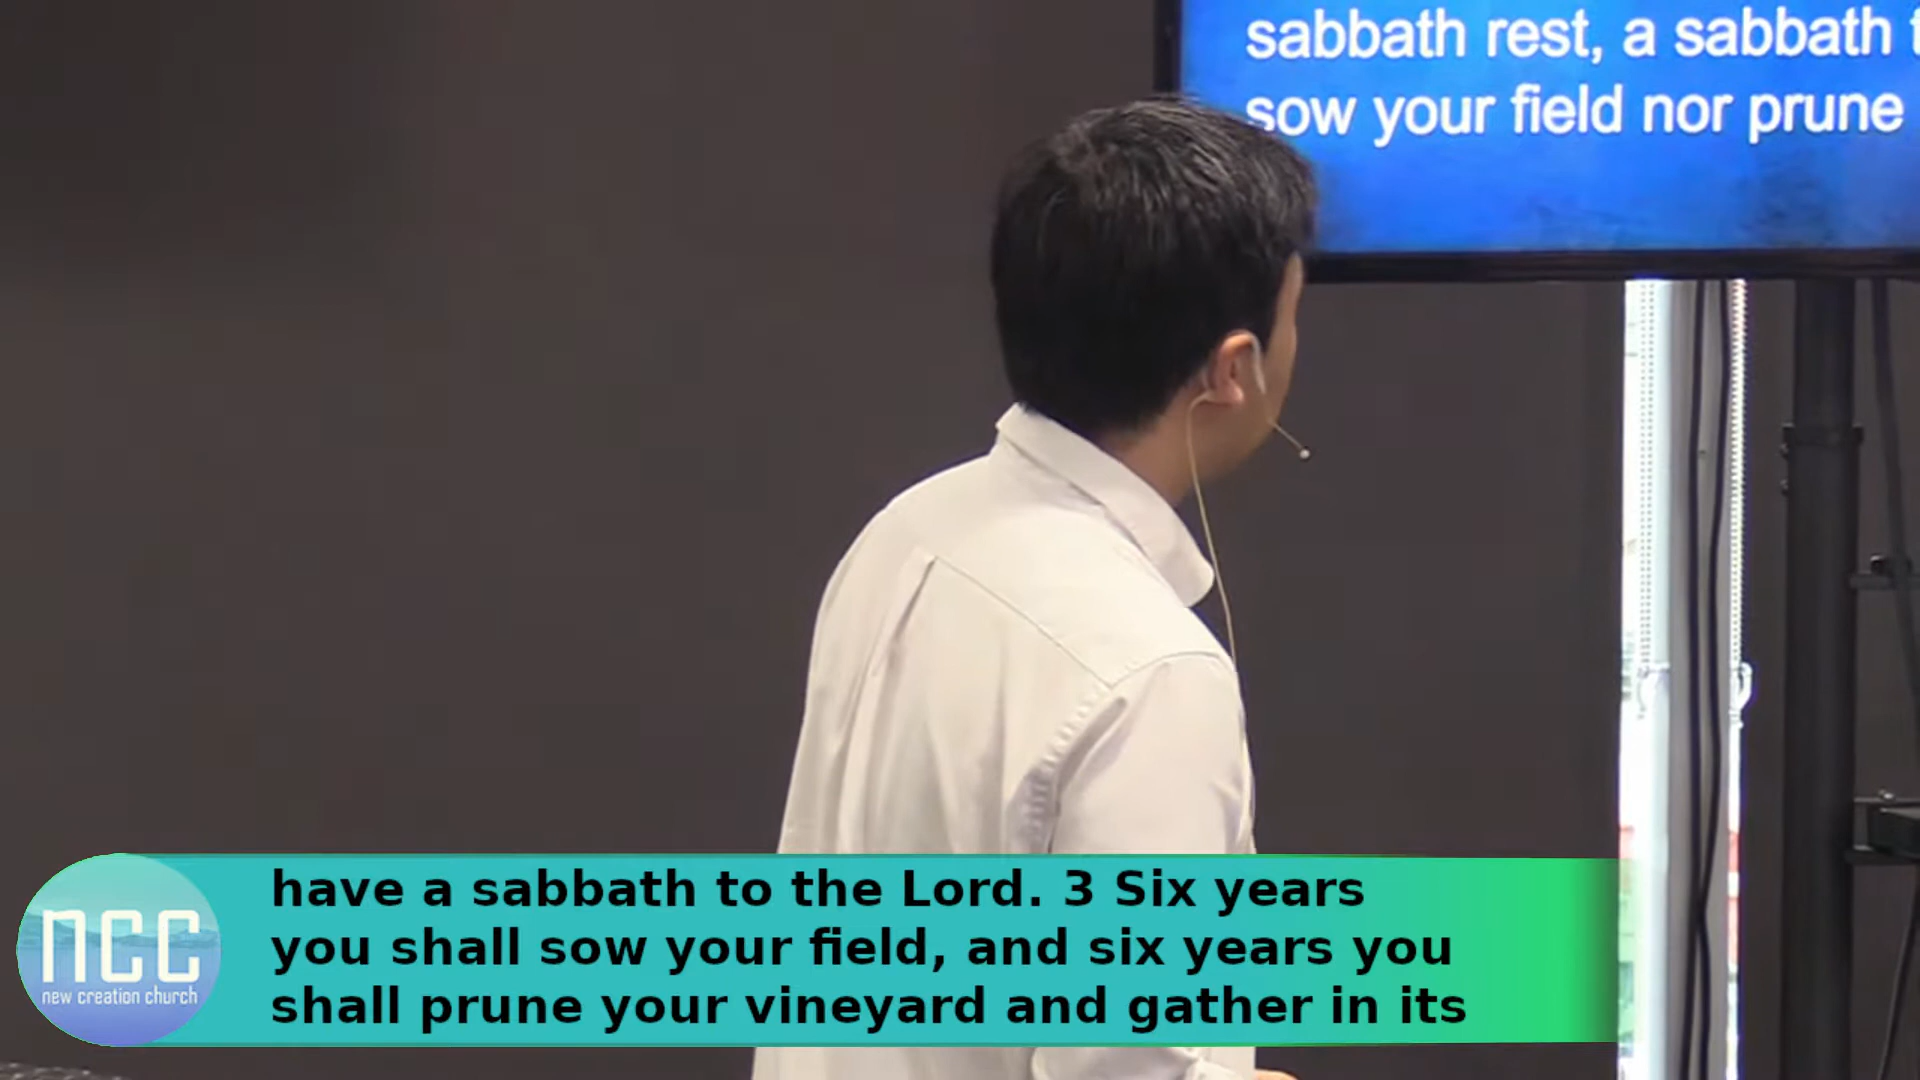 sabbath rest, a sabbath
sow your field nor prune
have a sabbath to the Lord. 3 Six years
you shall sow your field, and six years you
shall prune your vineyard and gather in its
ncc
new creation church